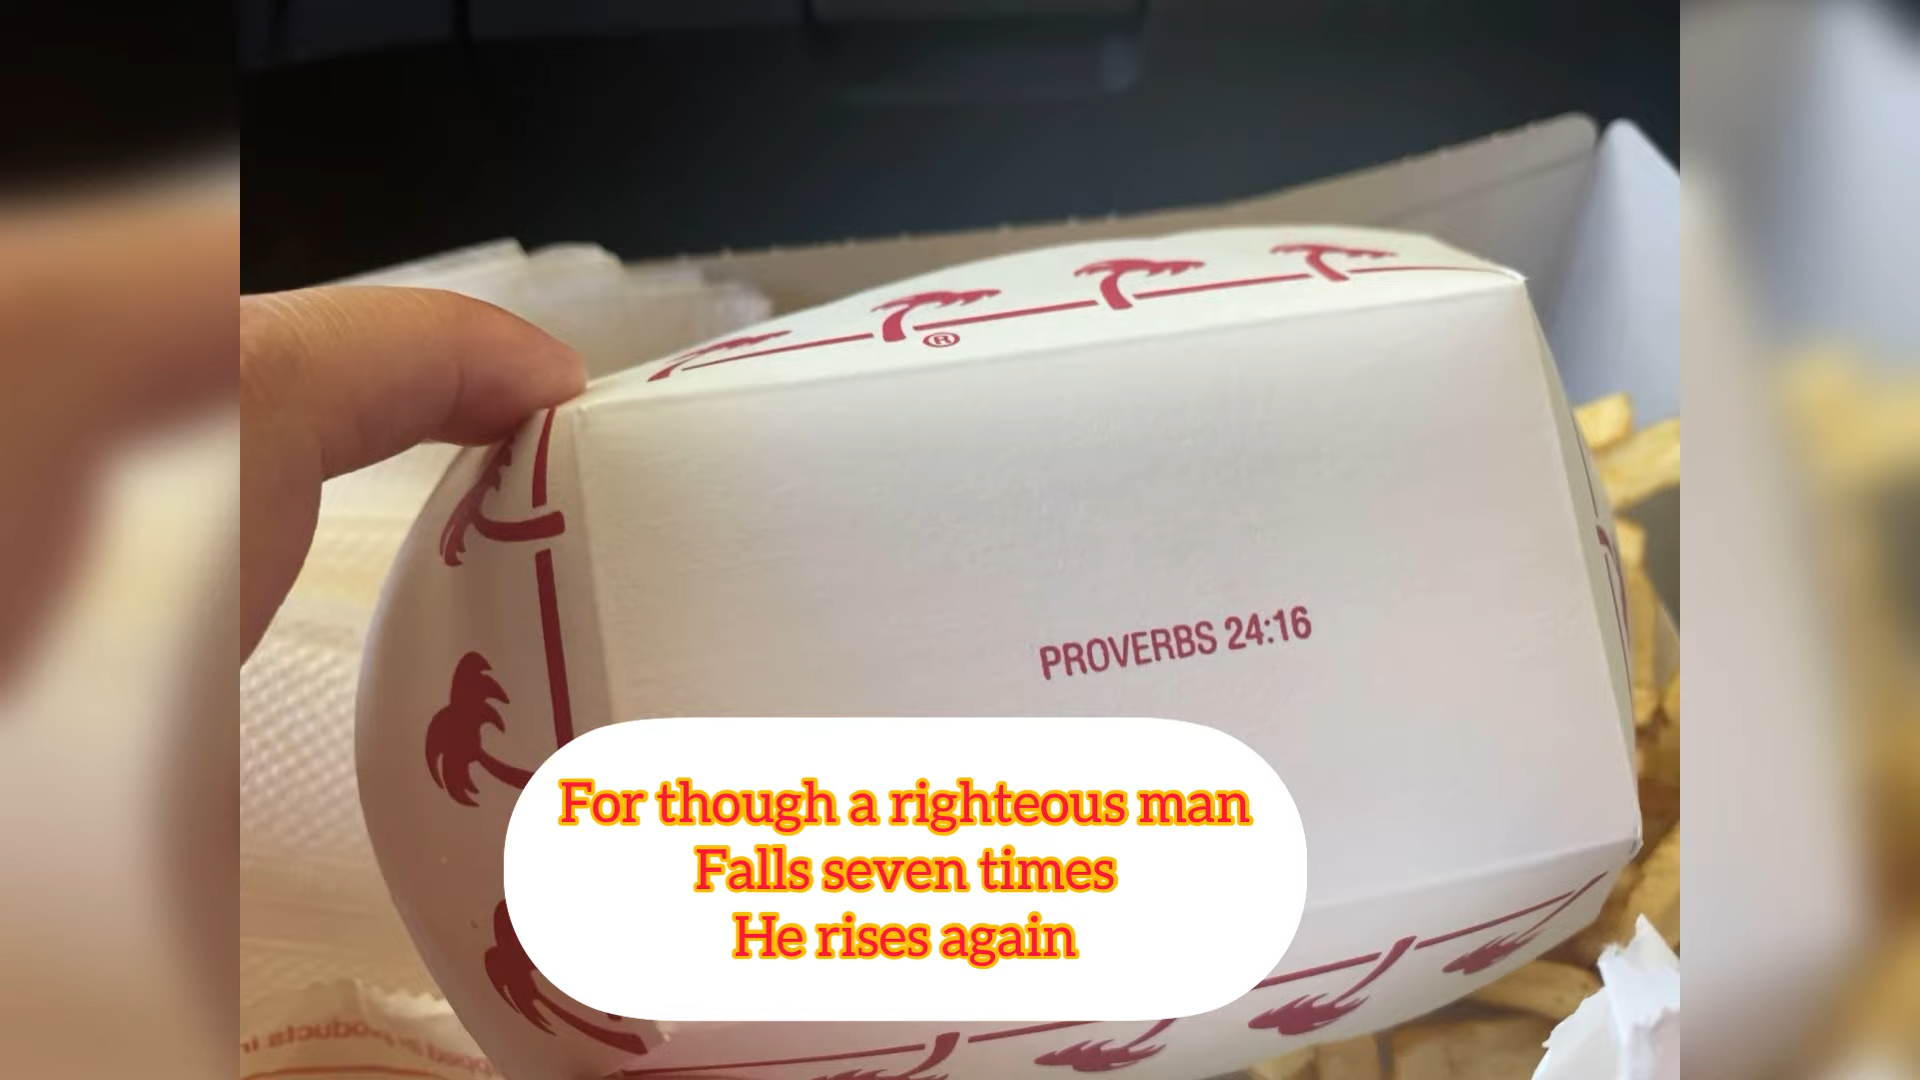 ®
PROVERBS 24:16
For though a righteous man
Falls seven times
He rises again